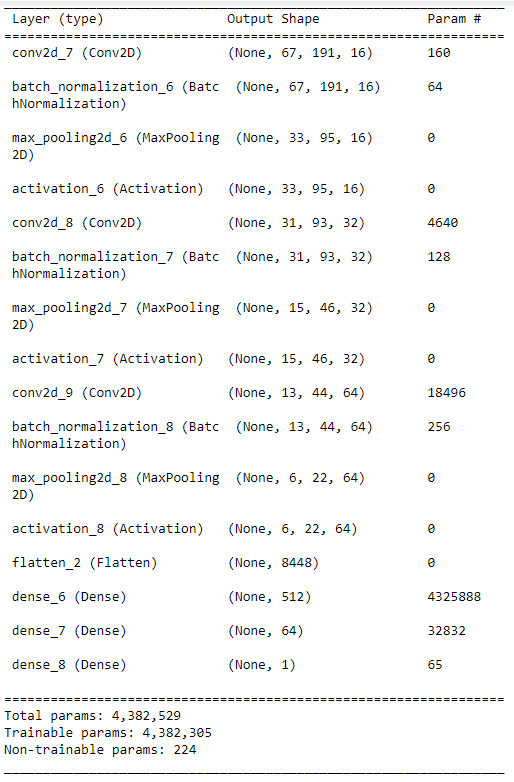 Layer (type) Output Shape Param #
conv2d_7 (Conv2D) (None, 67, 191, 16) 160
batch_normalization_6 (Batc (None, 67, 191, 16) 64
hNormalization)
max_pooling2d_6 (MaxPooling (None, 33, 95, 16) 0
2D)
activation_6 (Activation) (None, 33, 95, 16) 0
conv2d_8 (Conv2D) (None, 31, 93, 32) 4640
batch_normalization_7 (Batc (None, 31, 93, 32) 128
hNormalization)
max_pooling2d_7 (MaxPooling (None, 15, 46, 32) 0
2D)
activation_7 (Activation) (None, 15, 46, 32) 0
conv2d_9 (Conv2D) (None, 13, 44, 64) 18496
batch_normalization_8 (Batc (None, 13, 44, 64) 256
hNormalization)
max_pooling2d_8 (MaxPooling (None, 6, 22, 64) 0
2D)
activation_8 (Activation) (None, 6, 22, 64) 0
flatten_2 (Flatten) (None, 8448) 0
dense_6 (Dense) (None, 512) 4325888
dense_7 (Dense) (None, 64) 32832
dense_8 (Dense) (None, 1) 65
Total params: 4,382,529
Trainable params: 4,382,305
Non-trainable params: 224